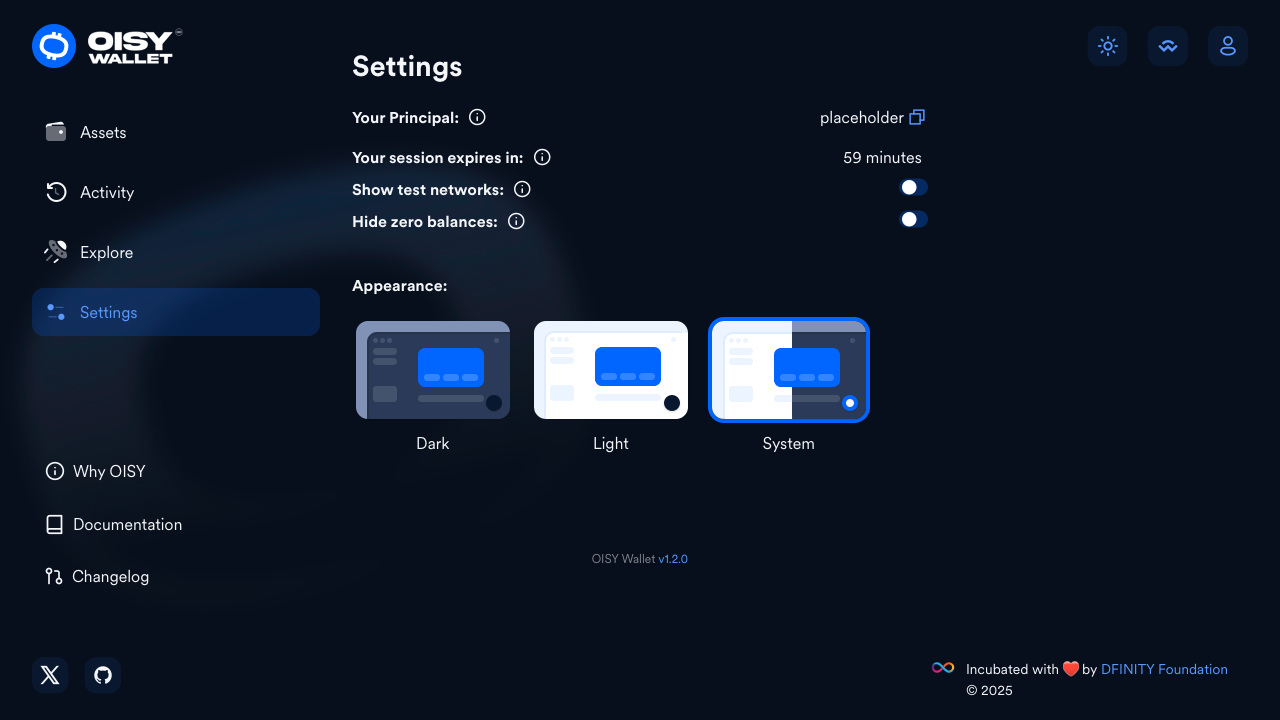 OISY
WALLET
Settings
Assets
Activity
Explore
Settings
Why OISY
Documentation
Changelog
Your Principal:
placeholder
Your session expires in:
59 minutes
Show test networks:
Hide zero balances:
Appearance:
Dark
Light
System
OISY Wallet v1.2.0
Incubated with ❤️ by DFINITY Foundation
© 2025